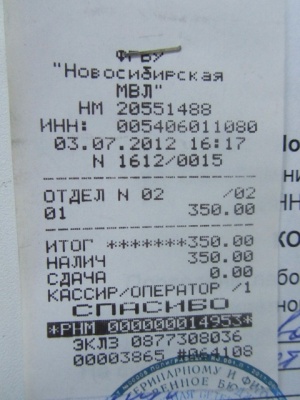 ФГБУ
"Новосибирская
МВЛ"
НМ 20551488
ИНН: 005406011080
03.07.2012 16:17
N 1612/0015
ОТДЕЛ N 02 /02
01 350.00
ИТОГ *******350.00
НАЛИЧ 350.00
СДАЧА 0.00
КАССИР/ОПЕРАТОР /1
СПАСИБО
*РНМ 000000014953*
ЭКЛЗ 0877308036
00003865 #064108